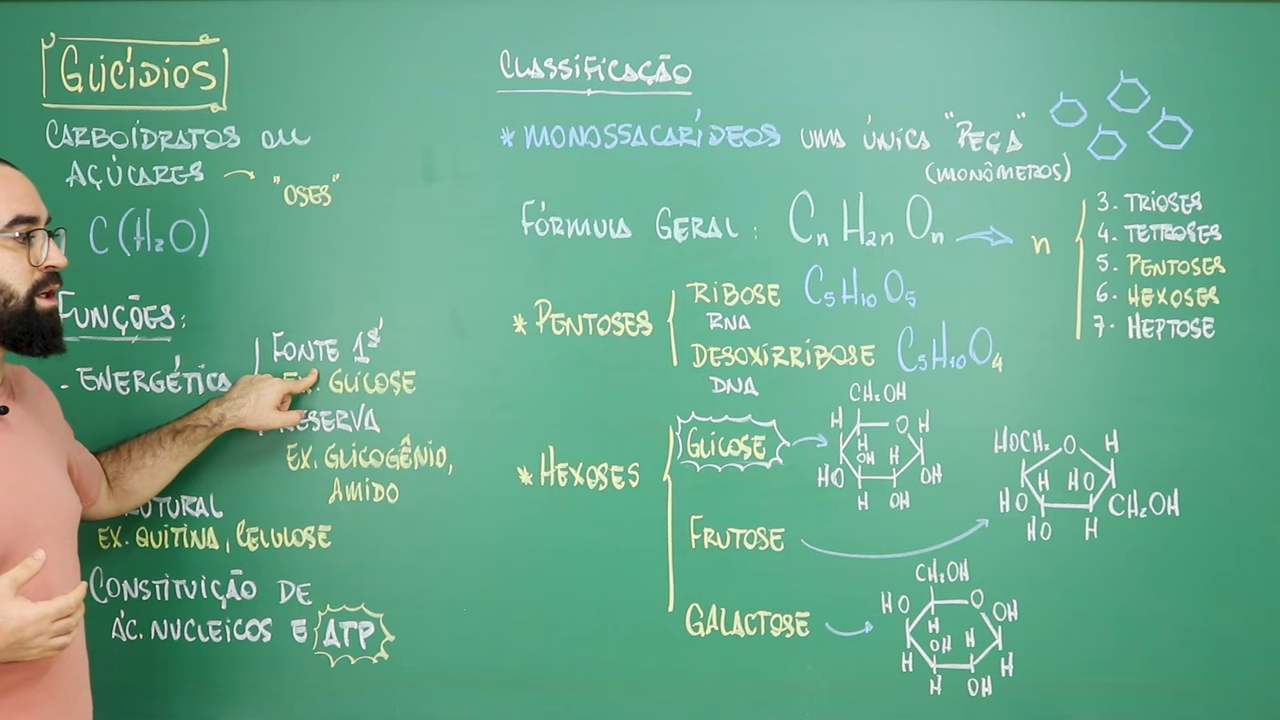 GLICÍDIOS
CARBOIDRATOS OU
AÇÚCARES → "OSES"
C(H₂O)
FUNÇÕES:
- ENERGÉTICA
FONTE 1ª
EX. GLICOSE
RESERVA
EX. GLICOGÊNIO,
AMIDO
UTURAL
EX. QUITINA, CELULOSE
CONSTITUIÇÃO DE
ÁC. NUCLEICOS E ATP
CLASSIFICAÇÃO
* MONOSSACARÍDEOS UMA ÚNICA "PEÇA"
(MONÔMEROS)
FÓRMULA GERAL: CₙH₂ₙOₙ → n
3. TRIOSES
4. TETROSES
5. PENTOSES
6. HEXOSES
7. HEPTOSE
* PENTOSES
RIBOSE C₅H₁₀O₅
RNA
DESOXIRRIBOSE C₅H₁₀O₄
DNA
* HEXOSES
GLICOSE
CH₂OH
H O H
H
OH H
HO OH
H OH
FRUTOSE
HOCH₂ O H
H HO
HO CH₂OH
HO H
GALACTOSE
CH₂OH
HO O OH
H
OH H
H H
H OH